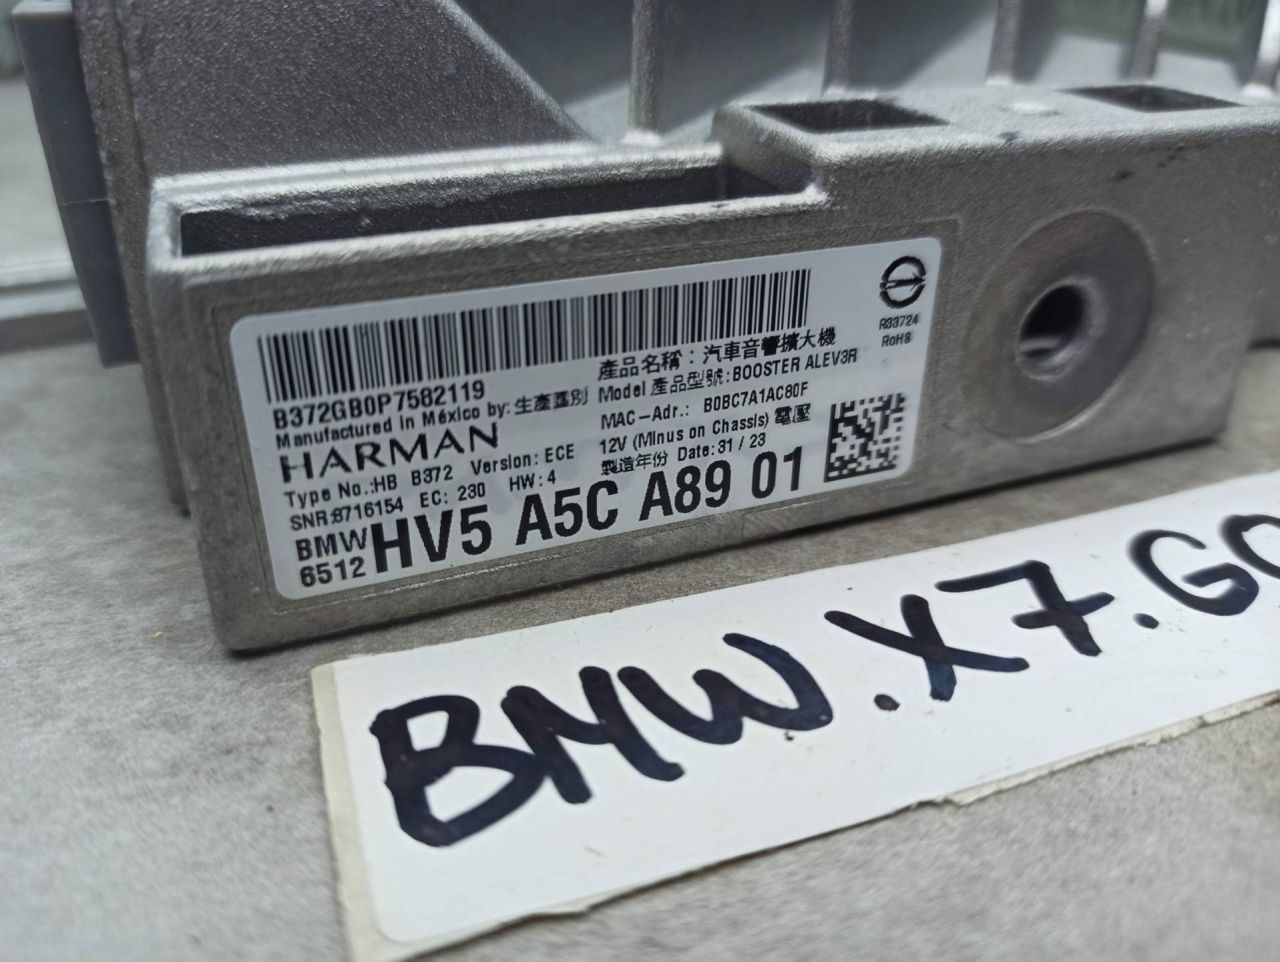 B372GB0P7582119
Manufactured in México by: 生產國別
HARMAN
Type No.:HB B372 Version: ECE
SNR:8716154 EC: 230 HW: 4
產品名稱：汽車音響擴大機
Model 產品型號:BOOSTER ALEV3R
MAC-Adr.: B0BC7A1AC80F
12V (Minus on Chassis) 電壓
製造年份 Date: 31 / 23
R33724
RoHS
BMW HV5 A5C A89 01
6512
BMW.X7.G0